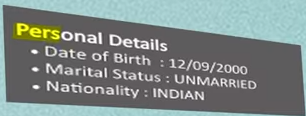 Personal Details
• Date of Birth : 12/09/2000
• Marital Status : UNMARRIED
• Nationality : INDIAN